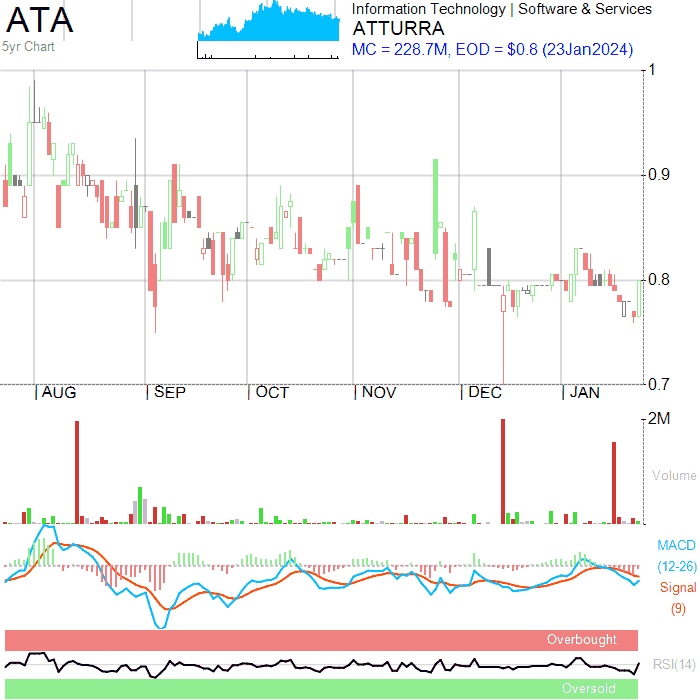 ATA
5yr Chart
Information Technology | Software & Services
ATTURRA
MC = 228.7M, EOD = $0.8 (23Jan2024)
1
0.9
0.8
0.7
AUG
SEP
OCT
NOV
DEC
JAN
2M
Volume
MACD
(12-26)
Signal
(9)
Overbought
RSI(14)
Oversold